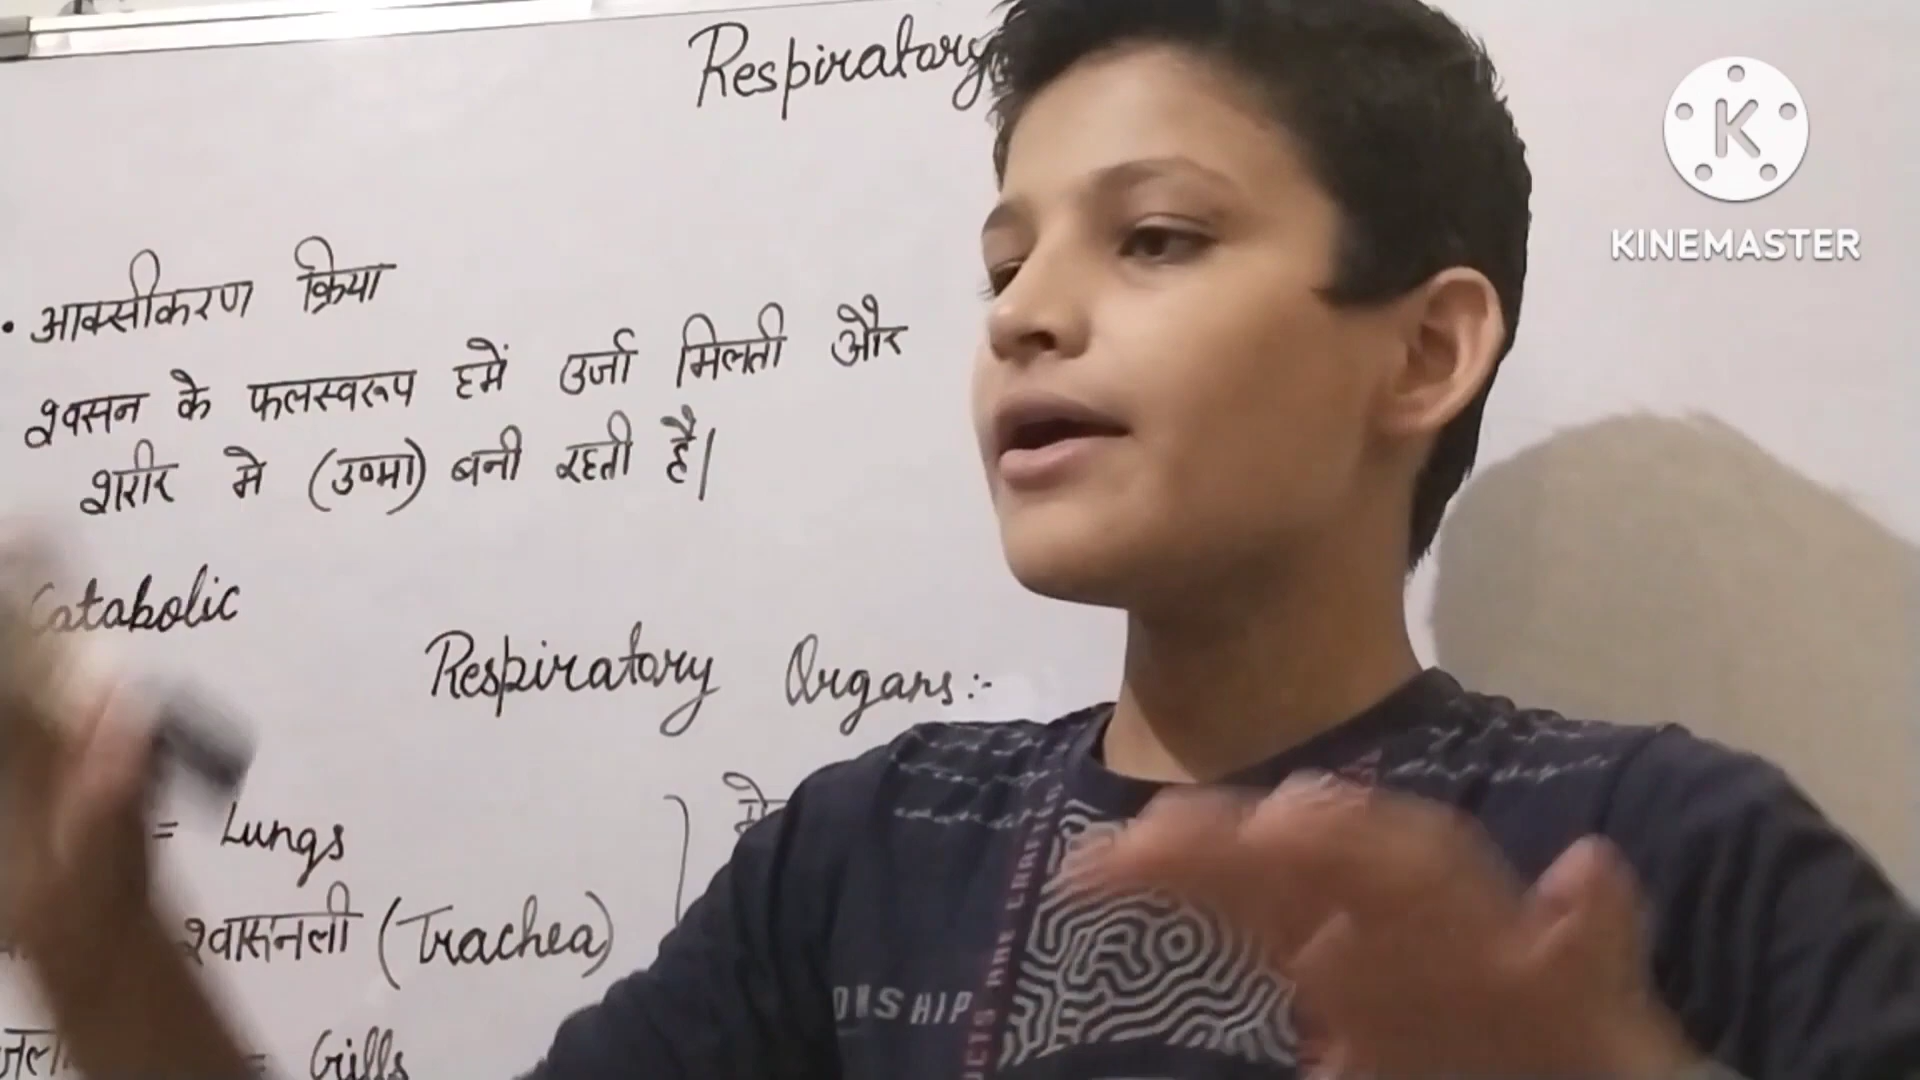 Respiratory
KINEMASTER
• आक्सीकरण क्रिया
श्वसन के फलस्वरूप हमें उर्जा मिलती और
शरीर मे (उष्मा) बनी रहती है।
Catabolic
Respiratory Organs:-
= Lungs
श्वासनली (Trachea)
= Gills
ONSHIP